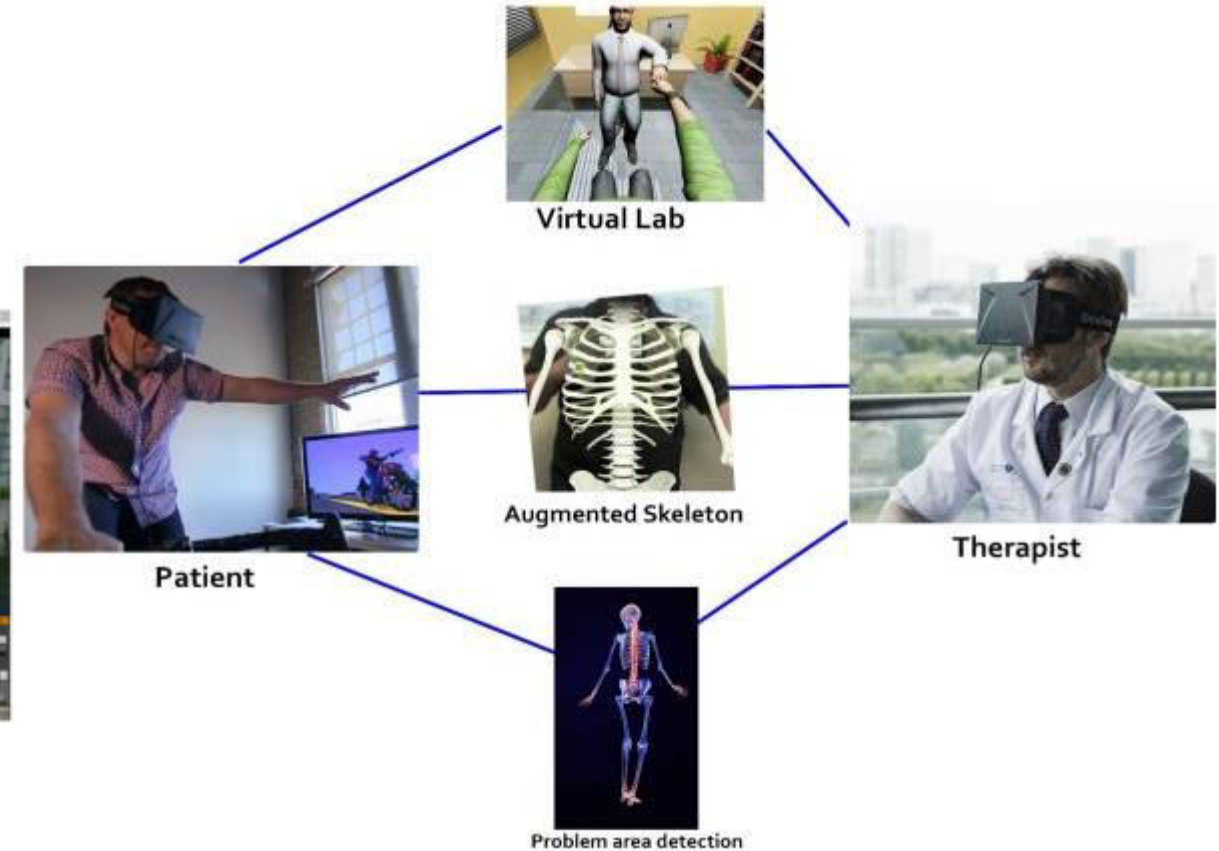 Virtual Lab
Augmented Skeleton
Patient
Therapist
Problem area detection